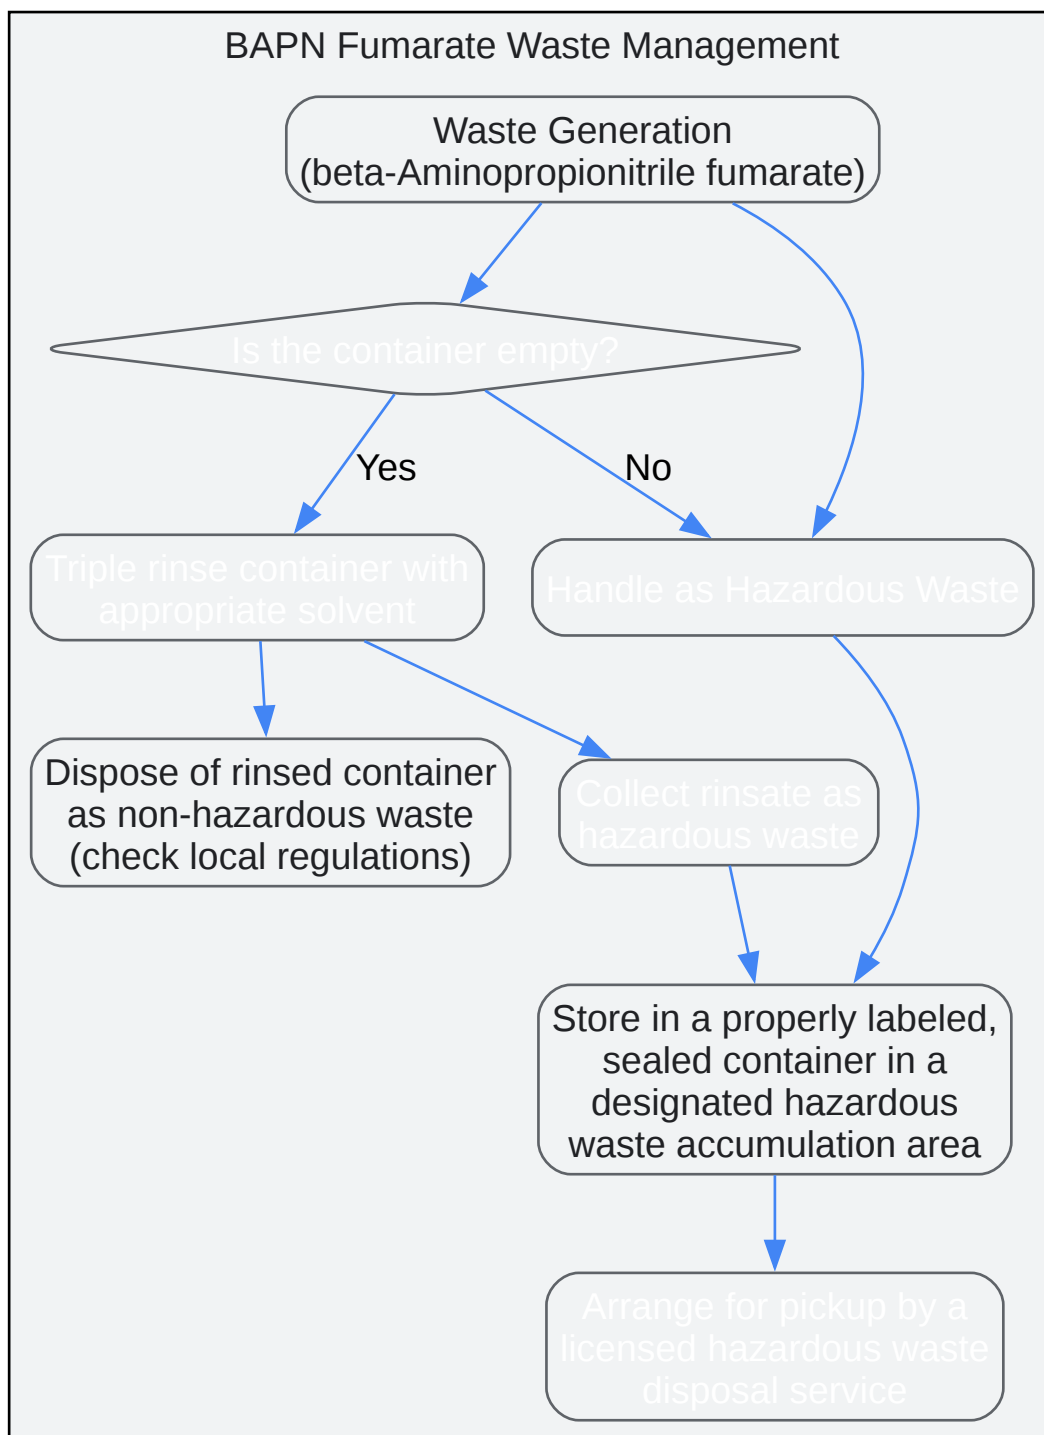 BAPN Fumarate Waste Management
Waste Generation
(beta-Aminopropionitrile fumarate)
Is the container empty?
Yes
No
Triple rinse container with
appropriate solvent
Handle as Hazardous Waste
Dispose of rinsed container
as non-hazardous waste
(check local regulations)
Collect rinsate as
hazardous waste
Store in a properly labeled,
sealed container in a
designated hazardous
waste accumulation area
Arrange for pickup by a
licensed hazardous waste
disposal service